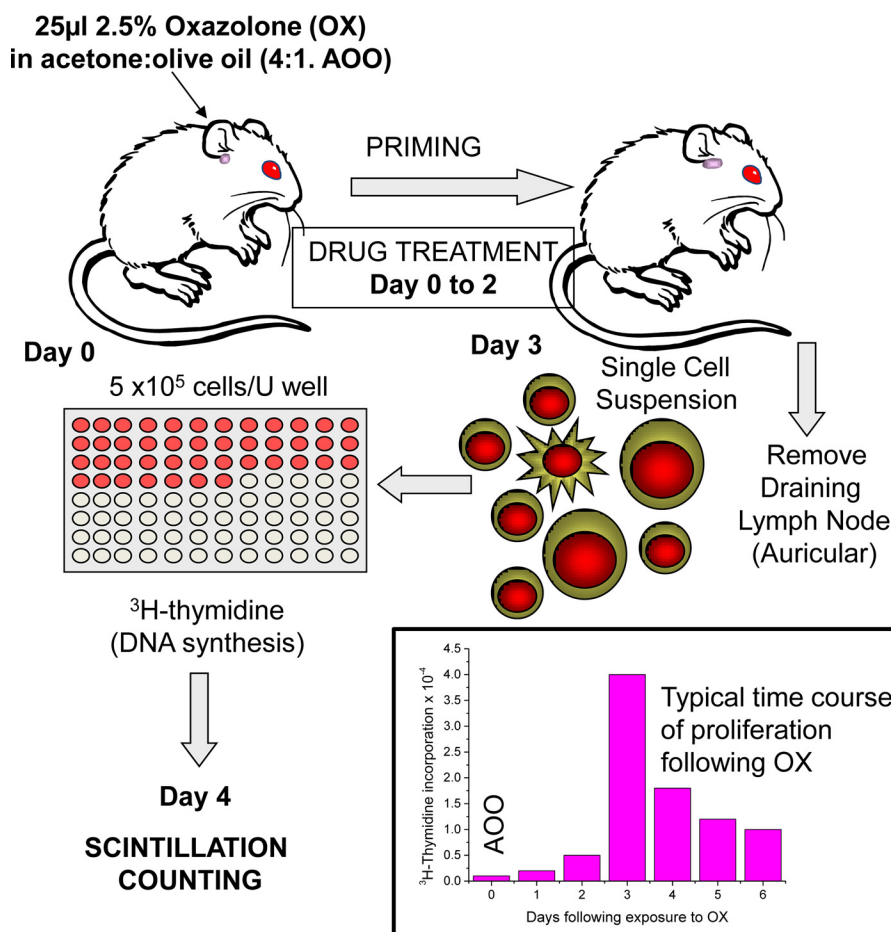 25µl 2.5% Oxazolone (OX)
in acetone:olive oil (4:1. AOO)
PRIMING
DRUG TREATMENT
Day 0 to 2
Day 0
Day 3
5 x10⁵ cells/U well
Single Cell
Suspension
Remove
Draining
Lymph Node
(Auricular)
³H-thymidine
(DNA synthesis)
Day 4
SCINTILLATION
COUNTING
³H-Thymidine incorporation x 10⁻⁴
4.5
4.0
3.5
3.0
2.5
2.0
1.5
1.0
0.5
0.0
Typical time course
of proliferation
following OX
AOO
0 1 2 3 4 5 6
Days following exposure to OX